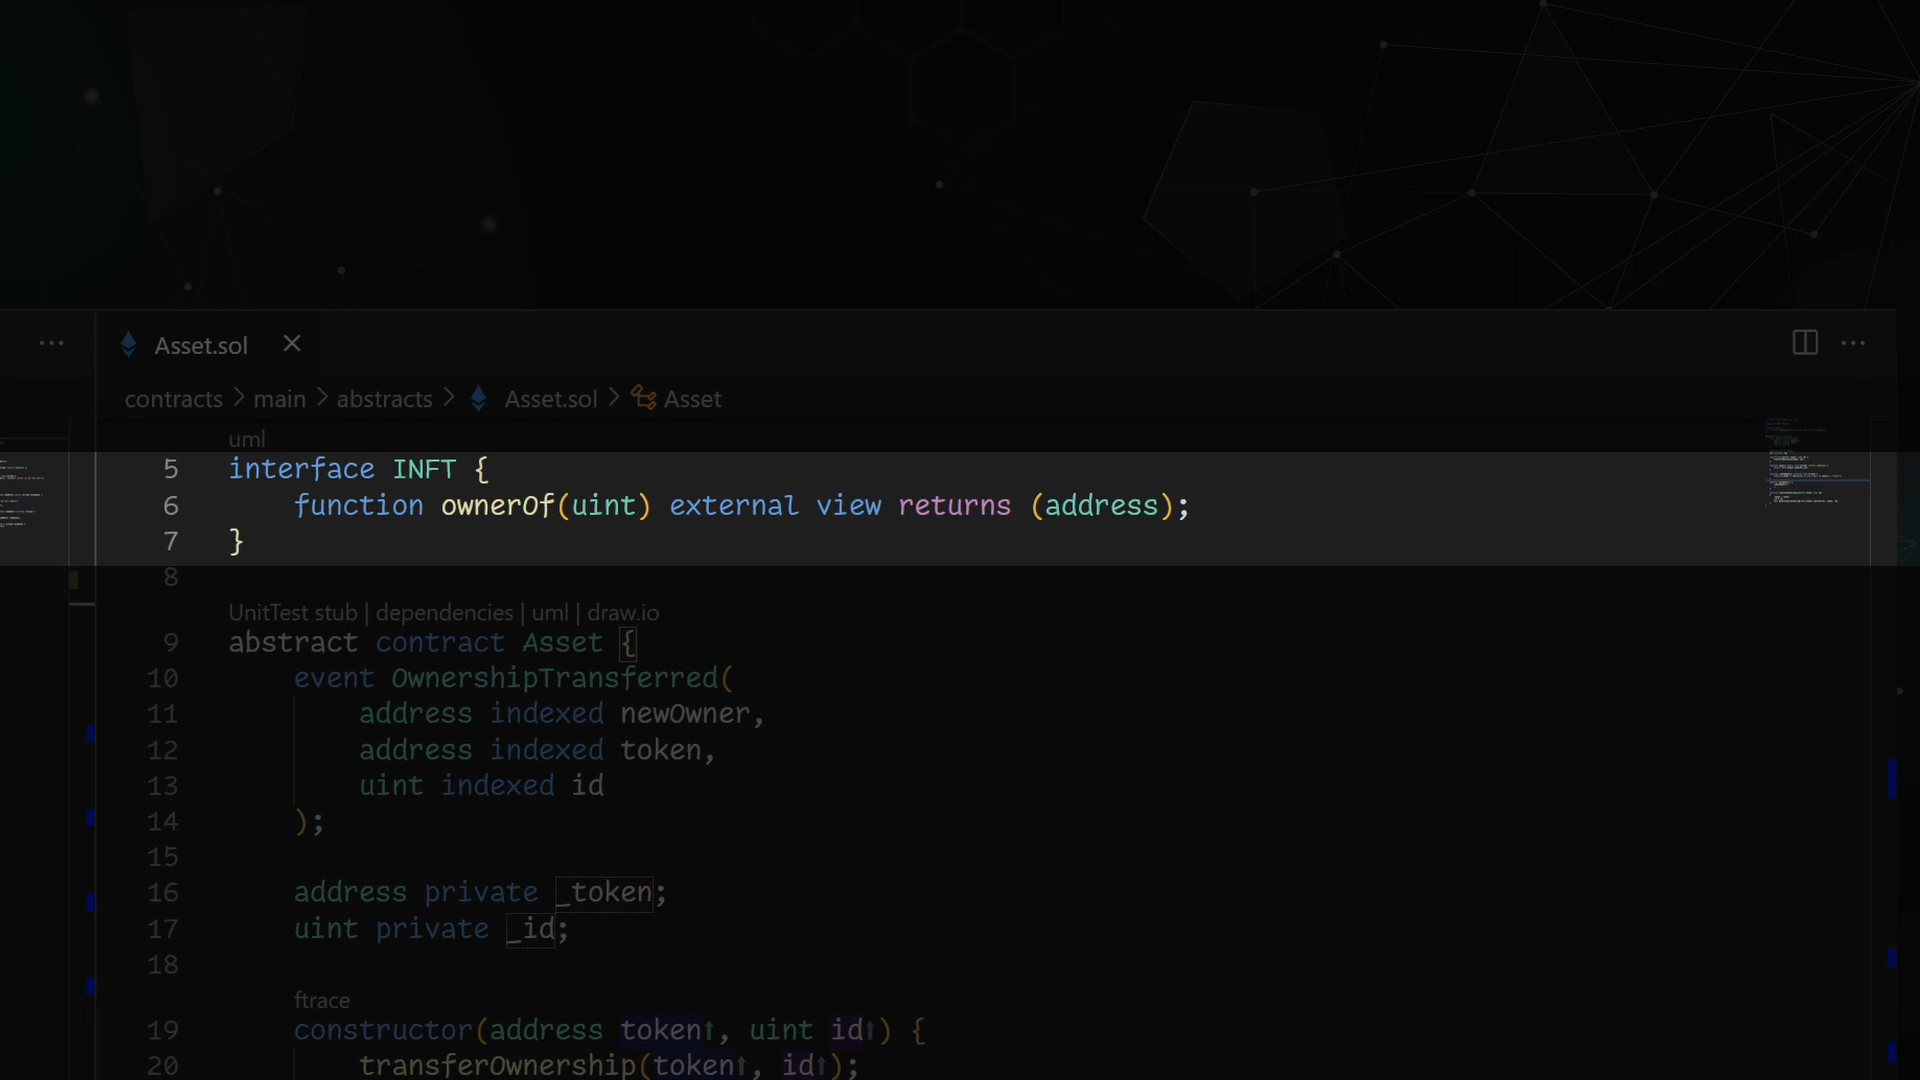 Asset.sol
contracts > main > abstracts > Asset.sol > Asset
uml
5 interface INFT {
6 function ownerOf(uint) external view returns (address);
7 }
8
UnitTest stub | dependencies | uml | draw.io
9 abstract contract Asset {
10 event OwnershipTransferred(
11 address indexed newOwner,
12 address indexed token,
13 uint indexed id
14 );
15
16 address private _token;
17 uint private _id;
18
ftrace
19 constructor(address token↑, uint id↑) {
20 transferOwnership(token↑, id↑);